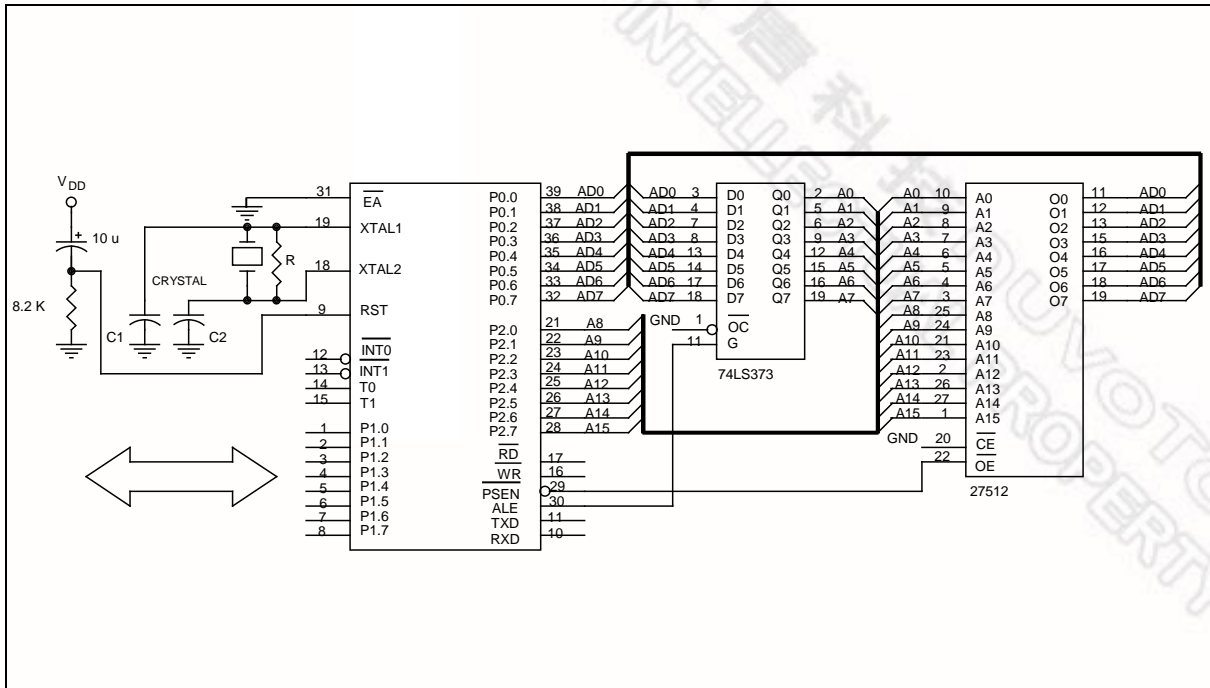 V DD
10 u
8.2 K
C1
C2
CRYSTAL
R
31 EA
19 XTAL1
18 XTAL2
9 RST
12 INT0
13 INT1
14 T0
15 T1
1 P1.0
2 P1.1
3 P1.2
4 P1.3
5 P1.4
6 P1.5
7 P1.6
8 P1.7
P0.0 39 AD0
P0.1 38 AD1
P0.2 37 AD2
P0.3 36 AD3
P0.4 35 AD4
P0.5 34 AD5
P0.6 33 AD6
P0.7 32 AD7
P2.0 21 A8
P2.1 22 A9
P2.2 23 A10
P2.3 24 A11
P2.4 25 A12
P2.5 26 A13
P2.6 27 A14
P2.7 28 A15
RD 17
WR 16
PSEN 29
ALE 30
TXD 11
RXD 10
AD0 3 D0 Q0 2 A0
AD1 4 D1 Q1 5 A1
AD2 7 D2 Q2 6 A2
AD3 8 D3 Q3 9 A3
AD4 13 D4 Q4 12 A4
AD5 14 D5 Q5 15 A5
AD6 17 D6 Q6 16 A6
AD7 18 D7 Q7 19 A7
GND 1 OC
11 G
74LS373
A0 10 A0 O0 11 AD0
A1 9 A1 O1 12 AD1
A2 8 A2 O2 13 AD2
A3 7 A3 O3 15 AD3
A4 6 A4 O4 16 AD4
A5 5 A5 O5 17 AD5
A6 4 A6 O6 18 AD6
A7 3 A7 O7 19 AD7
A8 25 A8
A9 24 A9
A10 21 A10
A11 23 A11
A12 2 A12
A13 26 A13
A14 27 A14
A15 1 A15
GND 20 CE
22 OE
27512
科技